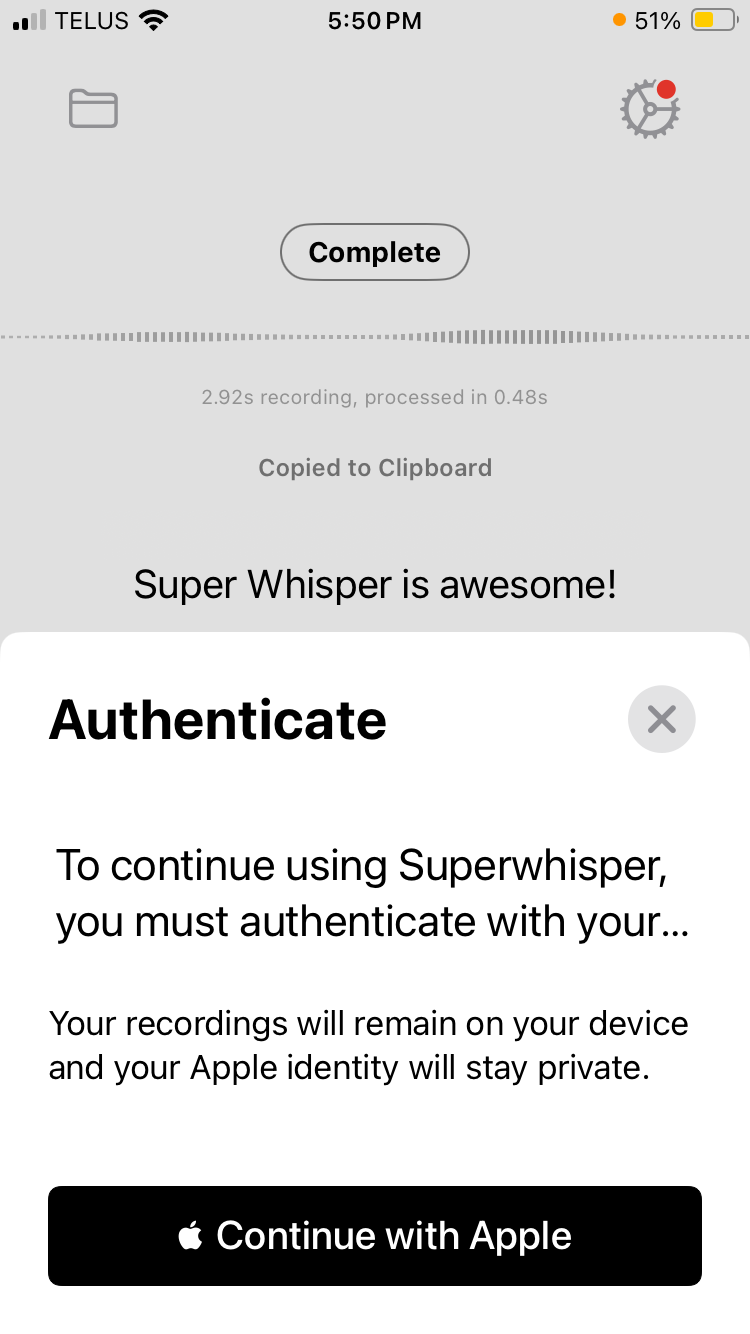 TELUS 5:50 PM 51%
Complete
2.92s recording, processed in 0.48s
Copied to Clipboard
Super Whisper is awesome!
Authenticate
To continue using Superwhisper,
you must authenticate with your...
Your recordings will remain on your device
and your Apple identity will stay private.
Continue with Apple